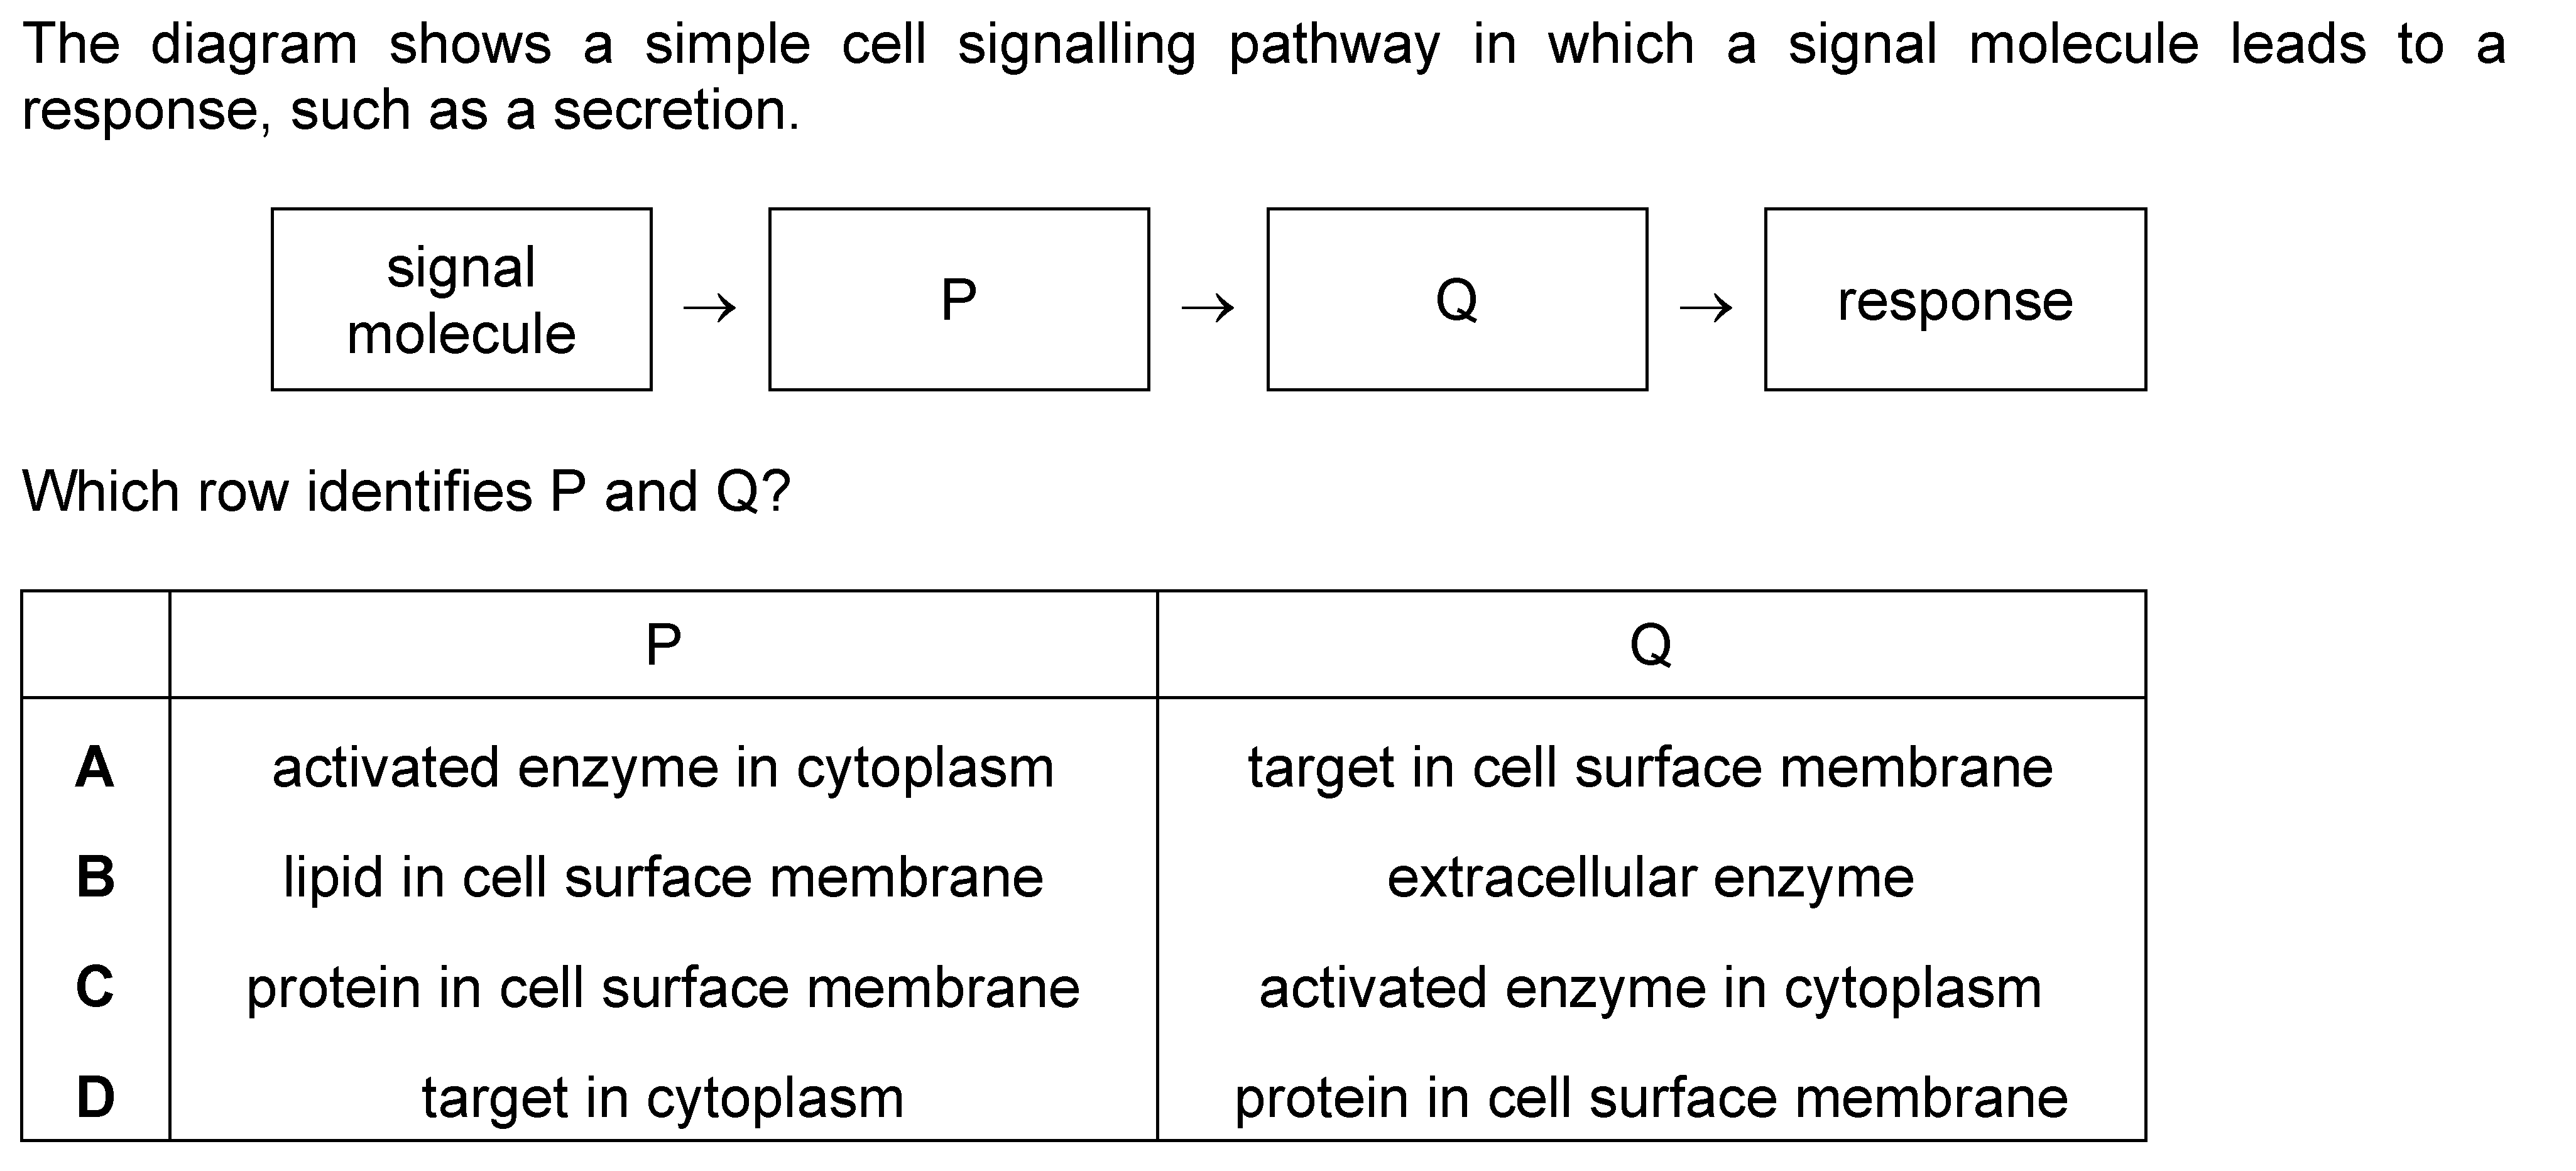 The diagram shows a simple cell signalling pathway in which a signal molecule leads to a
response, such as a secretion.
signal
molecule
→
P
→
Q
→
response
Which row identifies P and Q?
P Q
A activated enzyme in cytoplasm target in cell surface membrane
B lipid in cell surface membrane extracellular enzyme
C protein in cell surface membrane activated enzyme in cytoplasm
D target in cytoplasm protein in cell surface membrane